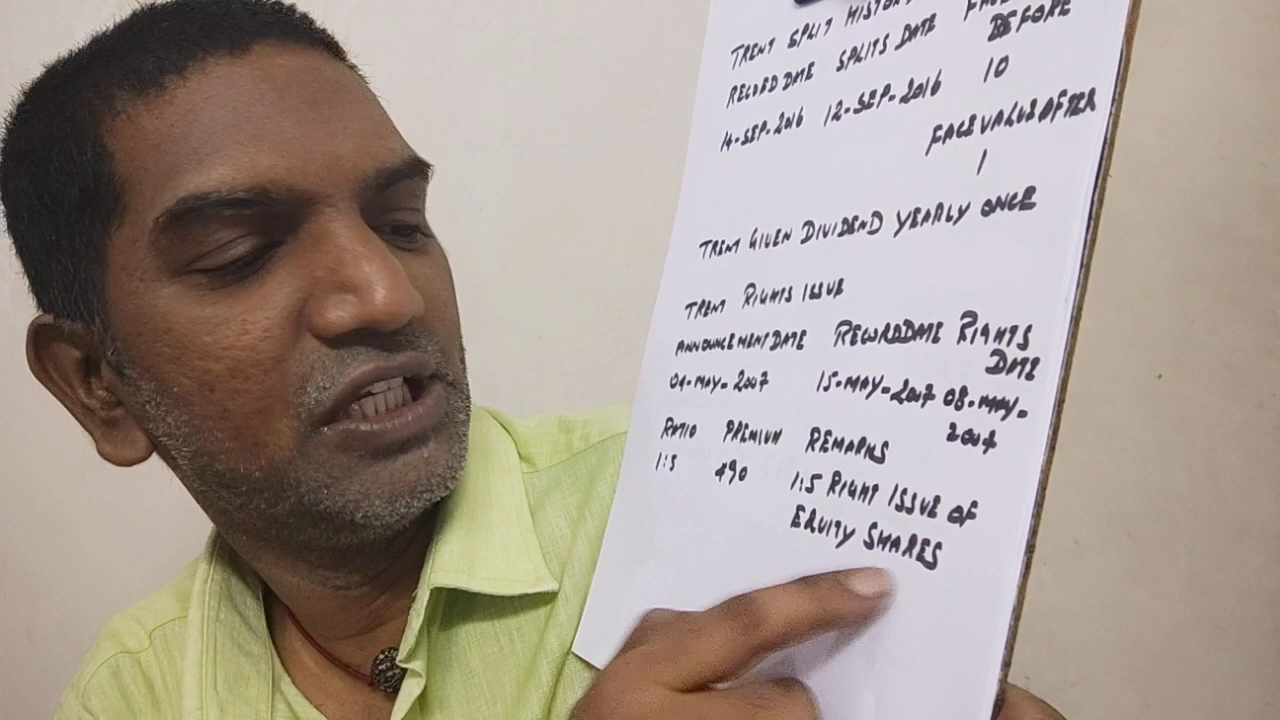 TRENT SPLIT HISTORY
RECORD DATE SPLITS DATE
BEFORE
14-SEP-2016 12-SEP-2016 10
FACE VALUE AFTER
1
TRENT GIVEN DIVIDEND YEARLY ONCE
TRENT RIGHTS ISSUE
ANNOUNCEMENT DATE RECORD DATE RIGHTS
DATE
04-MAY-2007 15-MAY-2007 08-MAY-
2007
RATIO PREMIUM REMARKS
1:5 490 1:5 RIGHT ISSUE OF
EQUITY SHARES